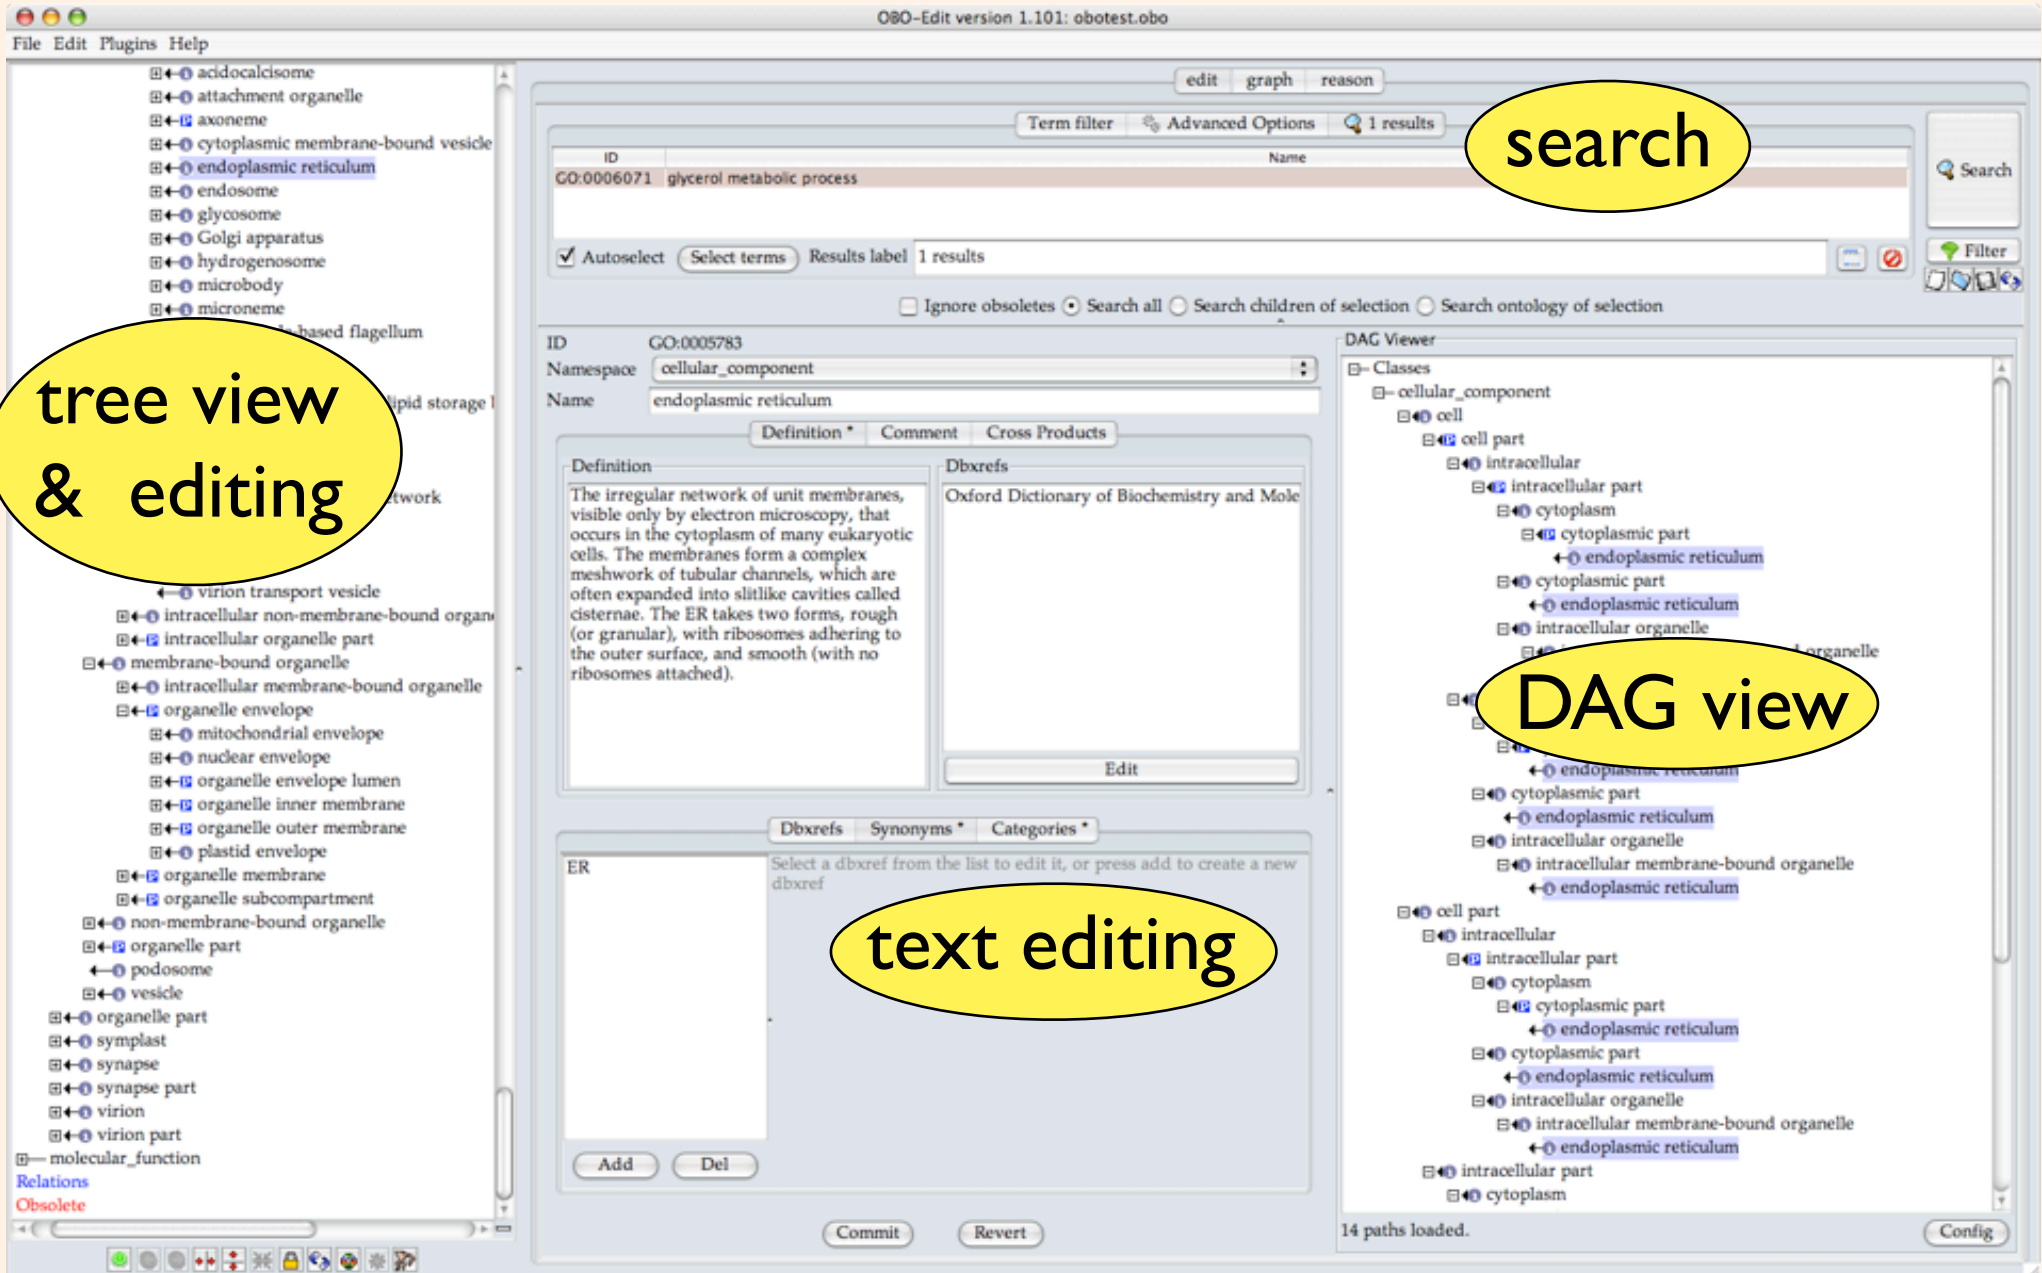 OBO-Edit version 1.101: obotest.obo
File Edit Plugins Help
acidocalcisome
attachment organelle
axoneme
cytoplasmic membrane-bound vesicle
endoplasmic reticulum
endosome
glycosome
Golgi apparatus
hydrogenosome
microbody
microneme
-based flagellum
lipid storage
tree view
& editing
virion transport vesicle
intracellular non-membrane-bound organ
intracellular organelle part
membrane-bound organelle
intracellular membrane-bound organelle
organelle envelope
mitochondrial envelope
nuclear envelope
organelle envelope lumen
organelle inner membrane
organelle outer membrane
plastid envelope
organelle membrane
organelle subcompartment
non-membrane-bound organelle
organelle part
podosome
vesicle
organelle part
symplast
synapse
synapse part
virion
virion part
molecular_function
Relations
Obsolete
edit graph reason
Term filter Advanced Options 1 results
search
ID Name
GO:0006071 glycerol metabolic process
Search
Autoselect Select terms Results label 1 results
Filter
Ignore obsoletes Search all Search children of selection Search ontology of selection
ID GO:0005783
Namespace cellular_component
Name endoplasmic reticulum
Definition * Comment Cross Products
Definition
The irregular network of unit membranes,
visible only by electron microscopy, that
occurs in the cytoplasm of many eukaryotic
cells. The membranes form a complex
meshwork of tubular channels, which are
often expanded into slitlike cavities called
cisternae. The ER takes two forms, rough
(or granular), with ribosomes adhering to
the outer surface, and smooth (with no
ribosomes attached).
Dbxrefs
Oxford Dictionary of Biochemistry and Mole
Edit
Dbxrefs Synonyms * Categories *
ER
Select a dbxref from the list to edit it, or press add to create a new
dbxref
text editing
Add Del
Commit Revert
DAG Viewer
Classes
cellular_component
cell
cell part
intracellular
intracellular part
cytoplasm
cytoplasmic part
endoplasmic reticulum
cytoplasmic part
endoplasmic reticulum
intracellular organelle
organelle
DAG view
endoplasmic reticulum
cytoplasmic part
endoplasmic reticulum
intracellular organelle
intracellular membrane-bound organelle
endoplasmic reticulum
cell part
intracellular
intracellular part
cytoplasm
cytoplasmic part
endoplasmic reticulum
cytoplasmic part
endoplasmic reticulum
intracellular organelle
intracellular membrane-bound organelle
endoplasmic reticulum
intracellular part
cytoplasm
14 paths loaded.
Config